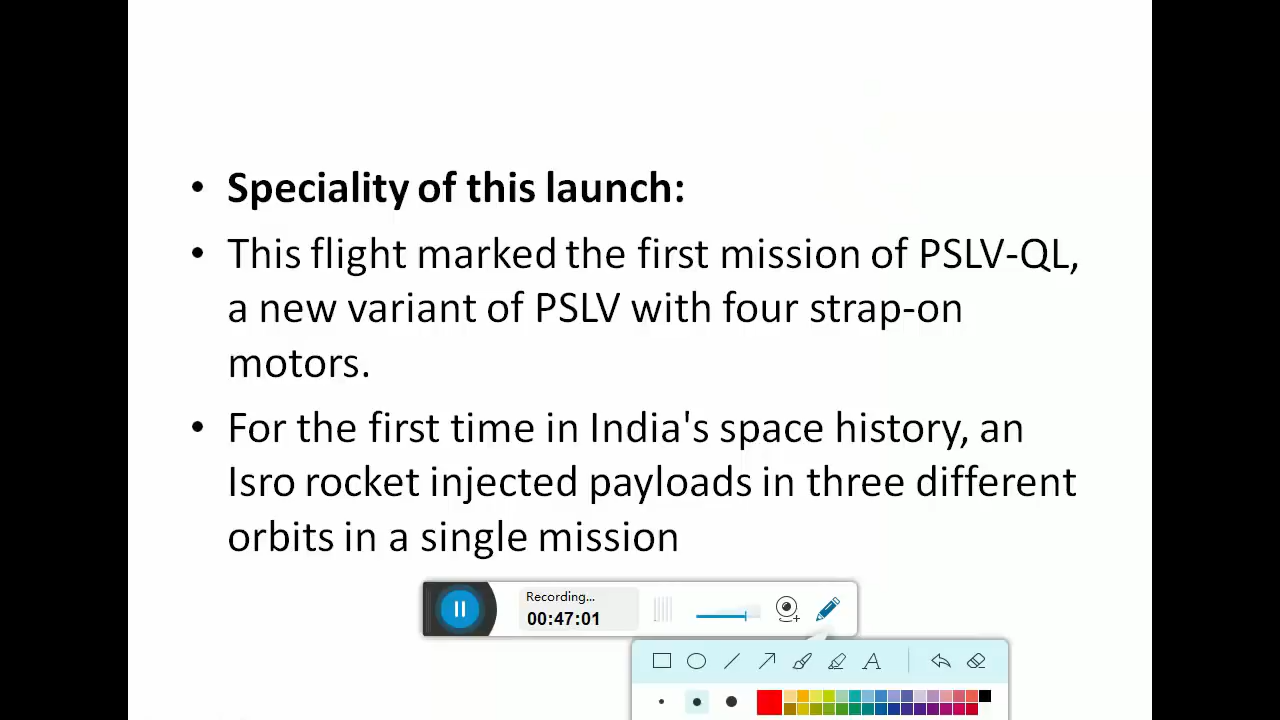 • Speciality of this launch:
• This flight marked the first mission of PSLV-QL,
a new variant of PSLV with four strap-on
motors.
• For the first time in India's space history, an
Isro rocket injected payloads in three different
orbits in a single mission
Recording...
00:47:01
A